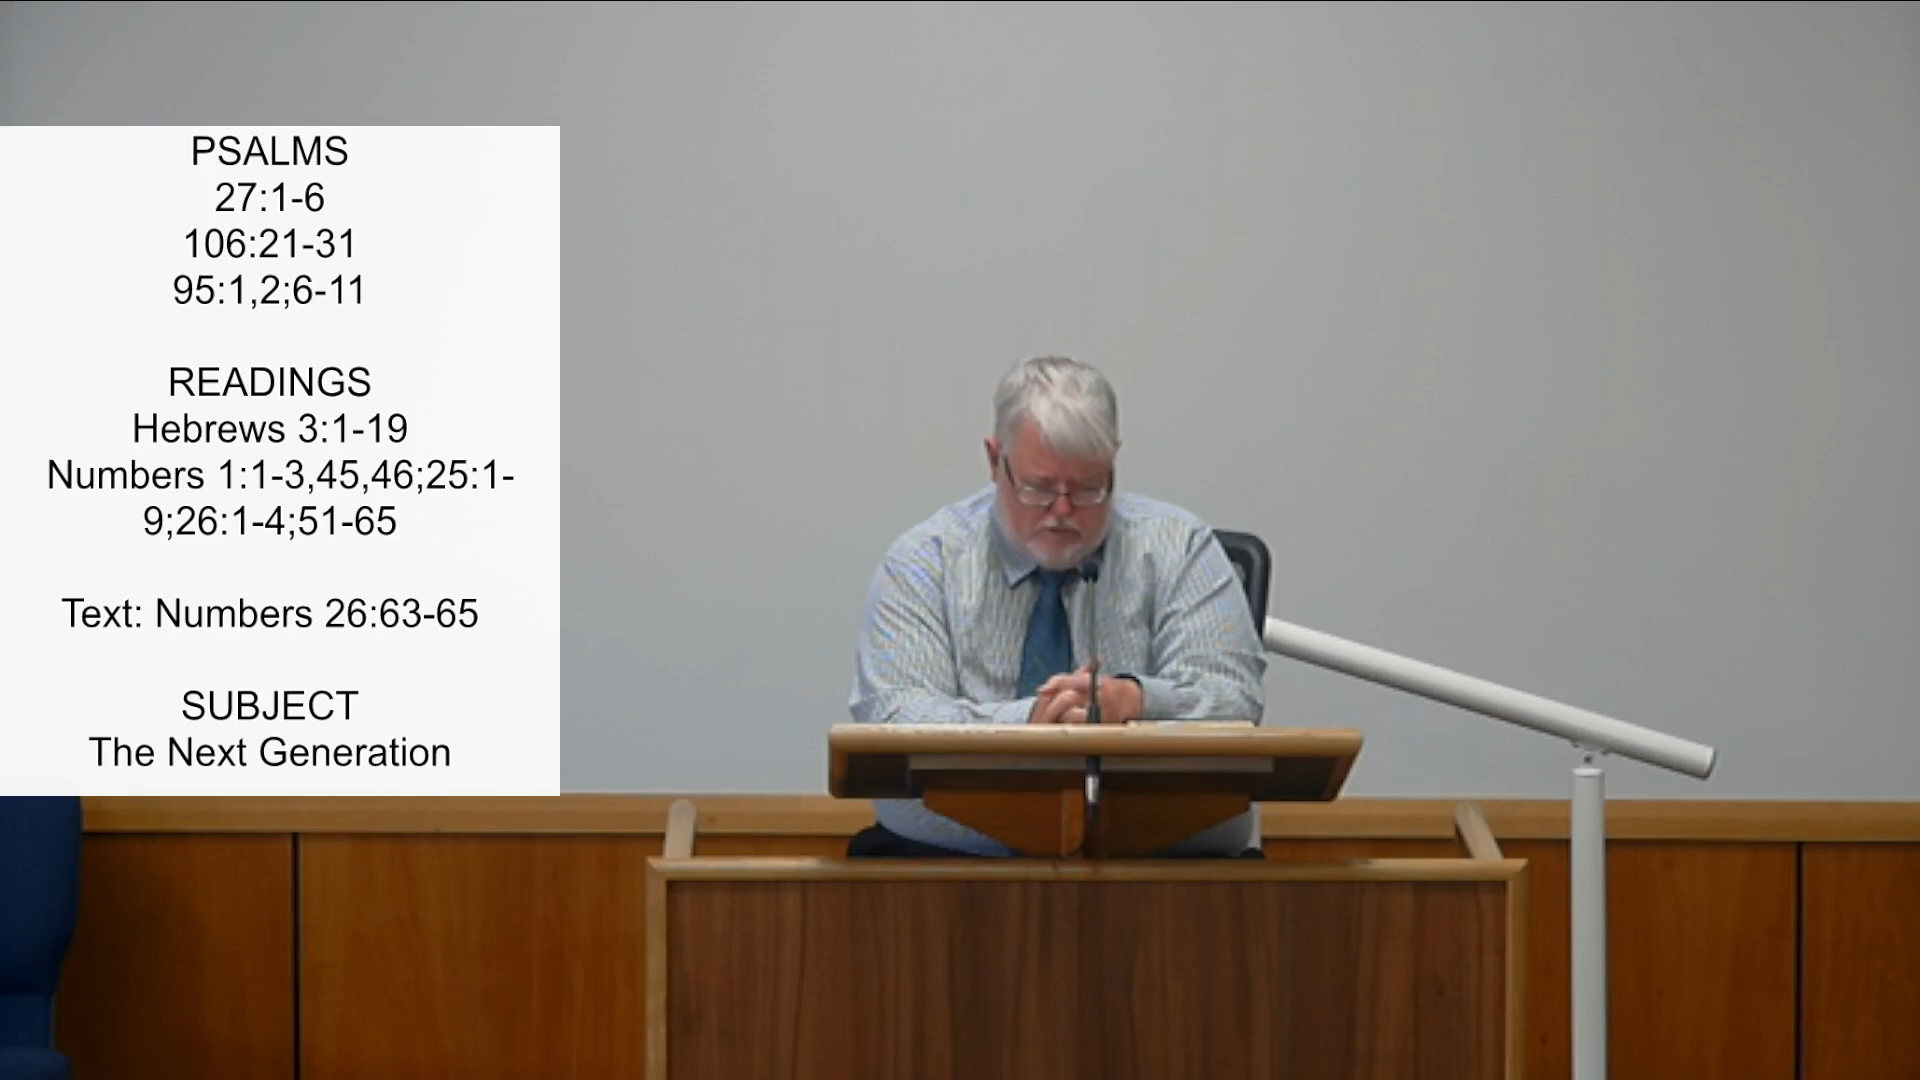 PSALMS
27:1-6
106:21-31
95:1,2;6-11
READINGS
Hebrews 3:1-19
Numbers 1:1-3,45,46;25:1-
9;26:1-4;51-65
Text: Numbers 26:63-65
SUBJECT
The Next Generation